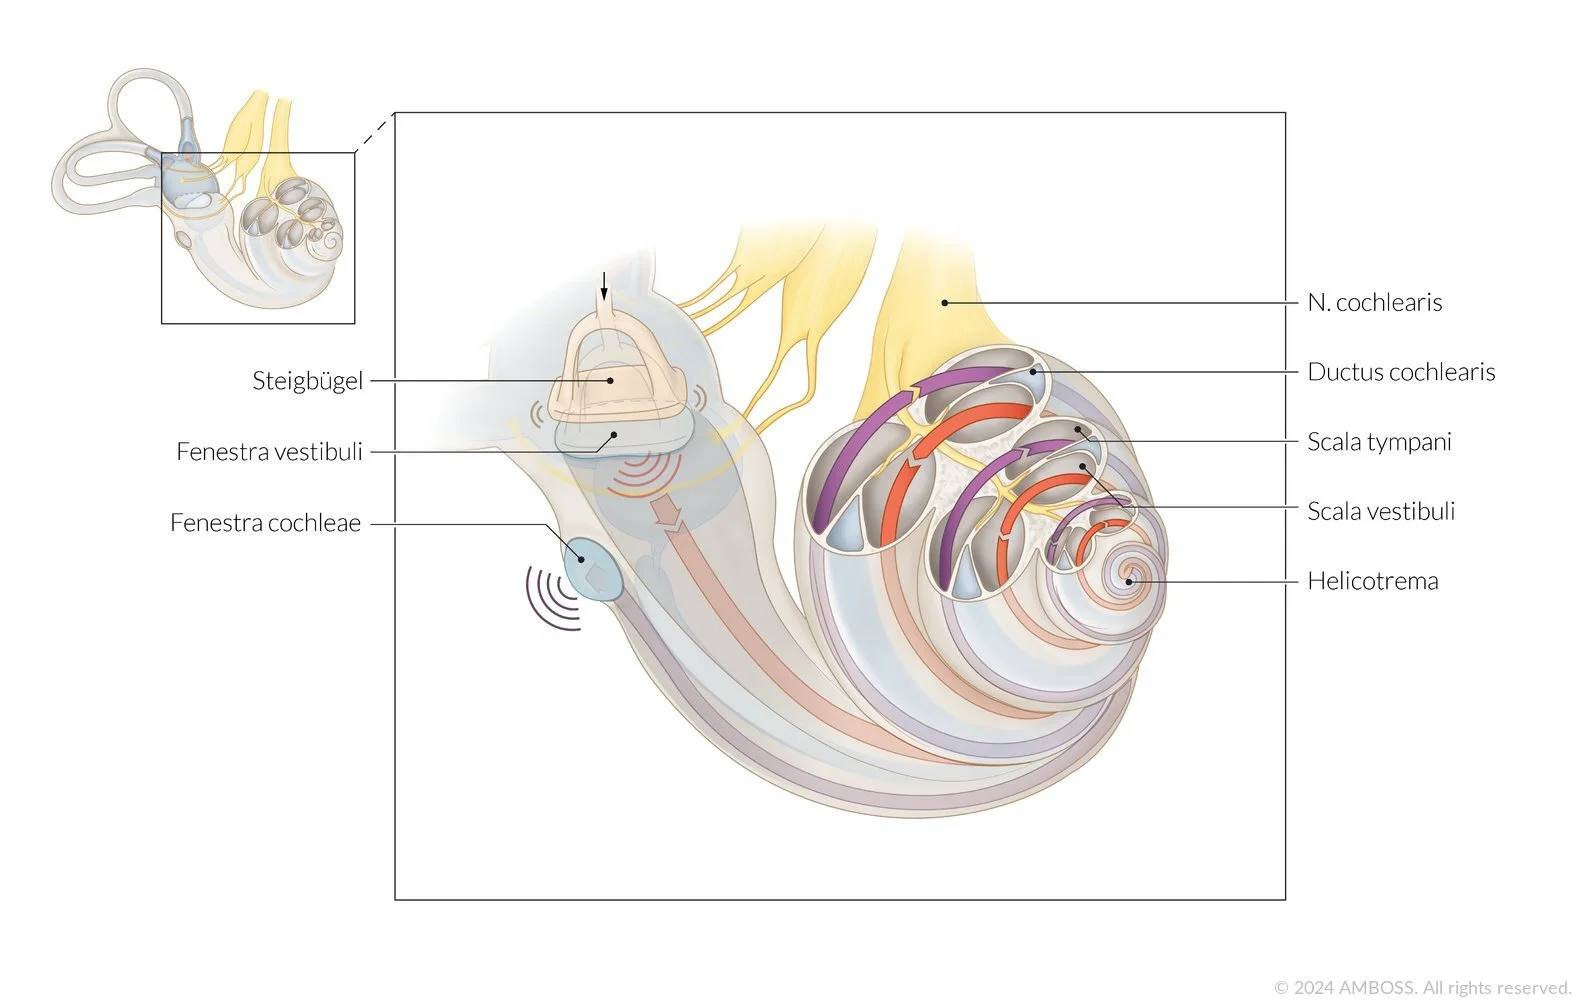 Steigbügel
Fenestra vestibuli
Fenestra cochleae
N. cochlearis
Ductus cochlearis
Scala tympani
Scala vestibuli
Helicotrema
© 2024 AMBOSS. All rights reserved.